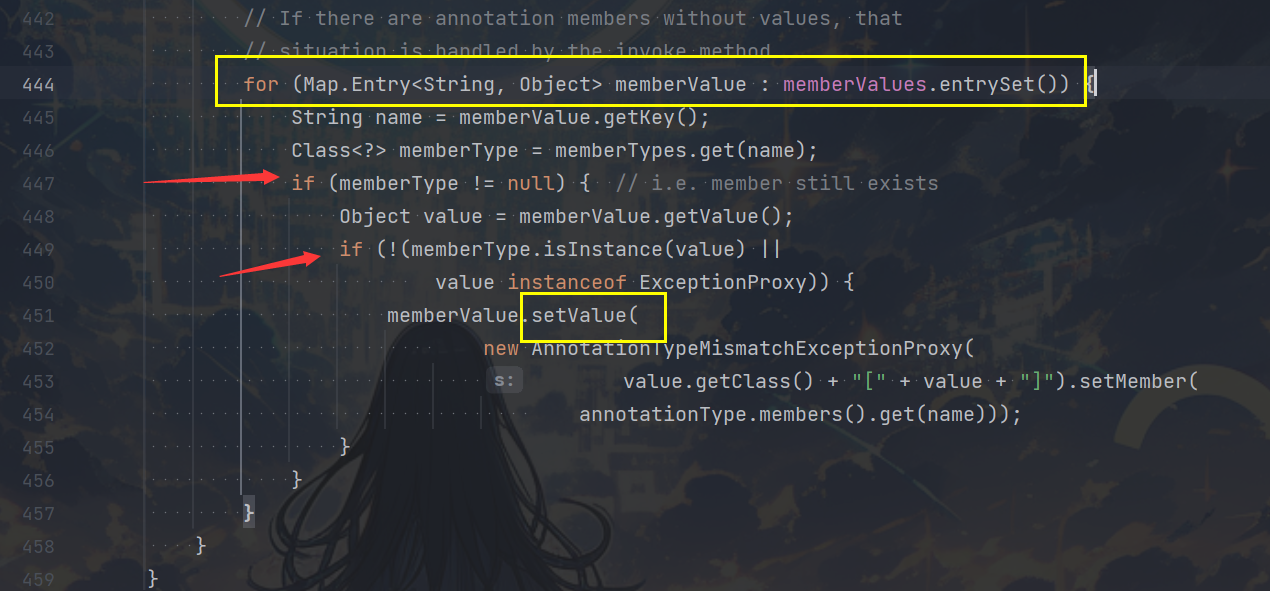 442 // If there are annotation members without values, that
443 // situation is handled by the invoke method
444 for (Map.Entry<String, Object> memberValue : memberValues.entrySet()) {
445 String name = memberValue.getKey();
446 Class<?> memberType = memberTypes.get(name);
447 if (memberType != null) { // i.e. member still exists
448 Object value = memberValue.getValue();
449 if (!(memberType.isInstance(value) ||
450 value instanceof ExceptionProxy)) {
451 memberValue.setValue(
452 new AnnotationTypeMismatchExceptionProxy(
453 s: value.getClass() + "[" + value + "]").setMember(
454 annotationType.members().get(name)));
455 }
456 }
457 }
458 }
459 }